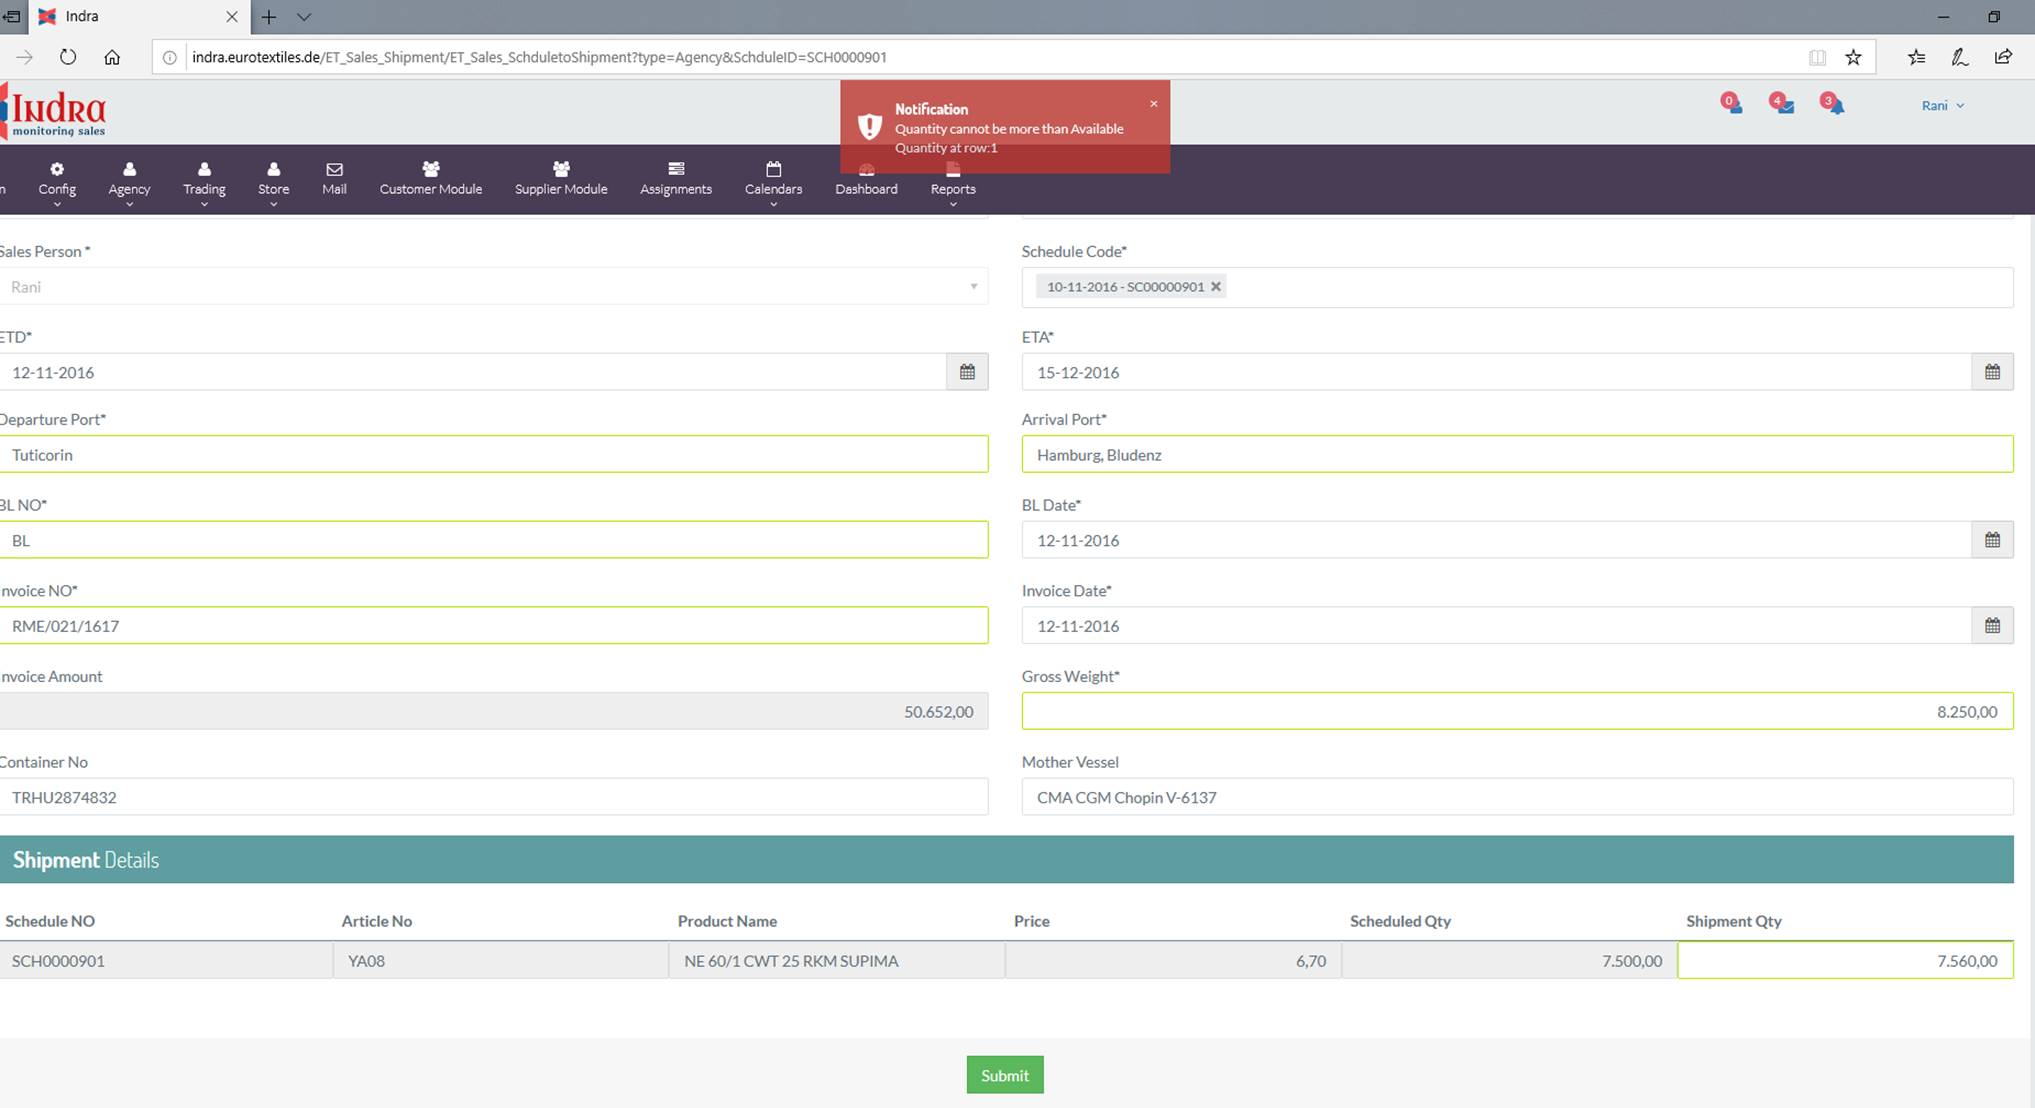 Indra
indra.eurotextiles.de/ET_Sales_Shipment/ET_Sales_SchduletoShipment?type=Agency&SchduleID=SCH0000901
Indra
monitoring sales
Notification
Quantity cannot be more than Available
Quantity at row:1
0
4
3
Rani
n
Config
Agency
Trading
Store
Mail
Customer Module
Supplier Module
Assignments
Calendars
Dashboard
Reports
Sales Person *
Schedule Code*
Rani
10-11-2016 - SC00000901
ETD*
ETA*
12-11-2016
15-12-2016
Departure Port*
Arrival Port*
Tuticorin
Hamburg, Bludenz
BL NO*
BL Date*
BL
12-11-2016
nvoice NO*
Invoice Date*
RME/021/1617
12-11-2016
nvoice Amount
Gross Weight*
50.652,00
8.250,00
Container No
Mother Vessel
TRHU2874832
CMA CGM Chopin V-6137
Shipment Details
Schedule NO Article No Product Name Price Scheduled Qty Shipment Qty
SCH0000901 YA08 NE 60/1 CWT 25 RKM SUPIMA 6,70 7.500,00 7.560,00
Submit